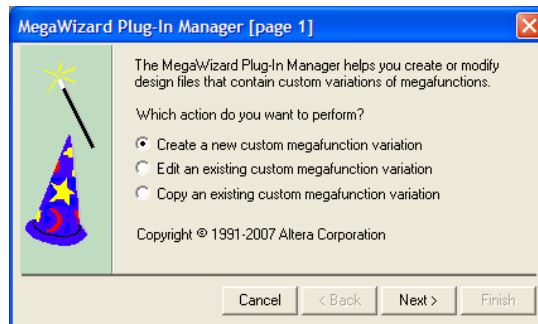 MegaWizard Plug-In Manager [page 1]
The MegaWizard Plug-In Manager helps you create or modify
design files that contain custom variations of megafunctions.
Which action do you want to perform?
Create a new custom megafunction variation
Edit an existing custom megafunction variation
Copy an existing custom megafunction variation
Copyright © 1991-2007 Altera Corporation
Cancel < Back Next > Finish